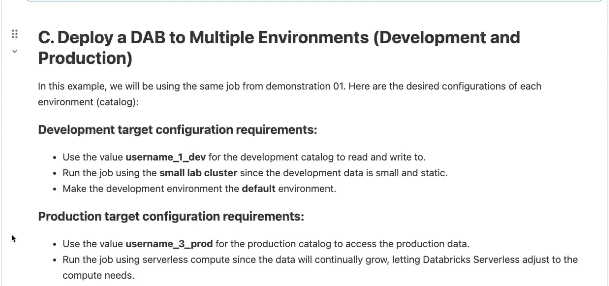 C. Deploy a DAB to Multiple Environments (Development and
Production)
In this example, we will be using the same job from demonstration 01. Here are the desired configurations of each
environment (catalog):
Development target configuration requirements:
• Use the value username_1_dev for the development catalog to read and write to.
• Run the job using the small lab cluster since the development data is small and static.
• Make the development environment the default environment.
Production target configuration requirements:
• Use the value username_3_prod for the production catalog to access the production data.
• Run the job using serverless compute since the data will continually grow, letting Databricks Serverless adjust to the
compute needs.